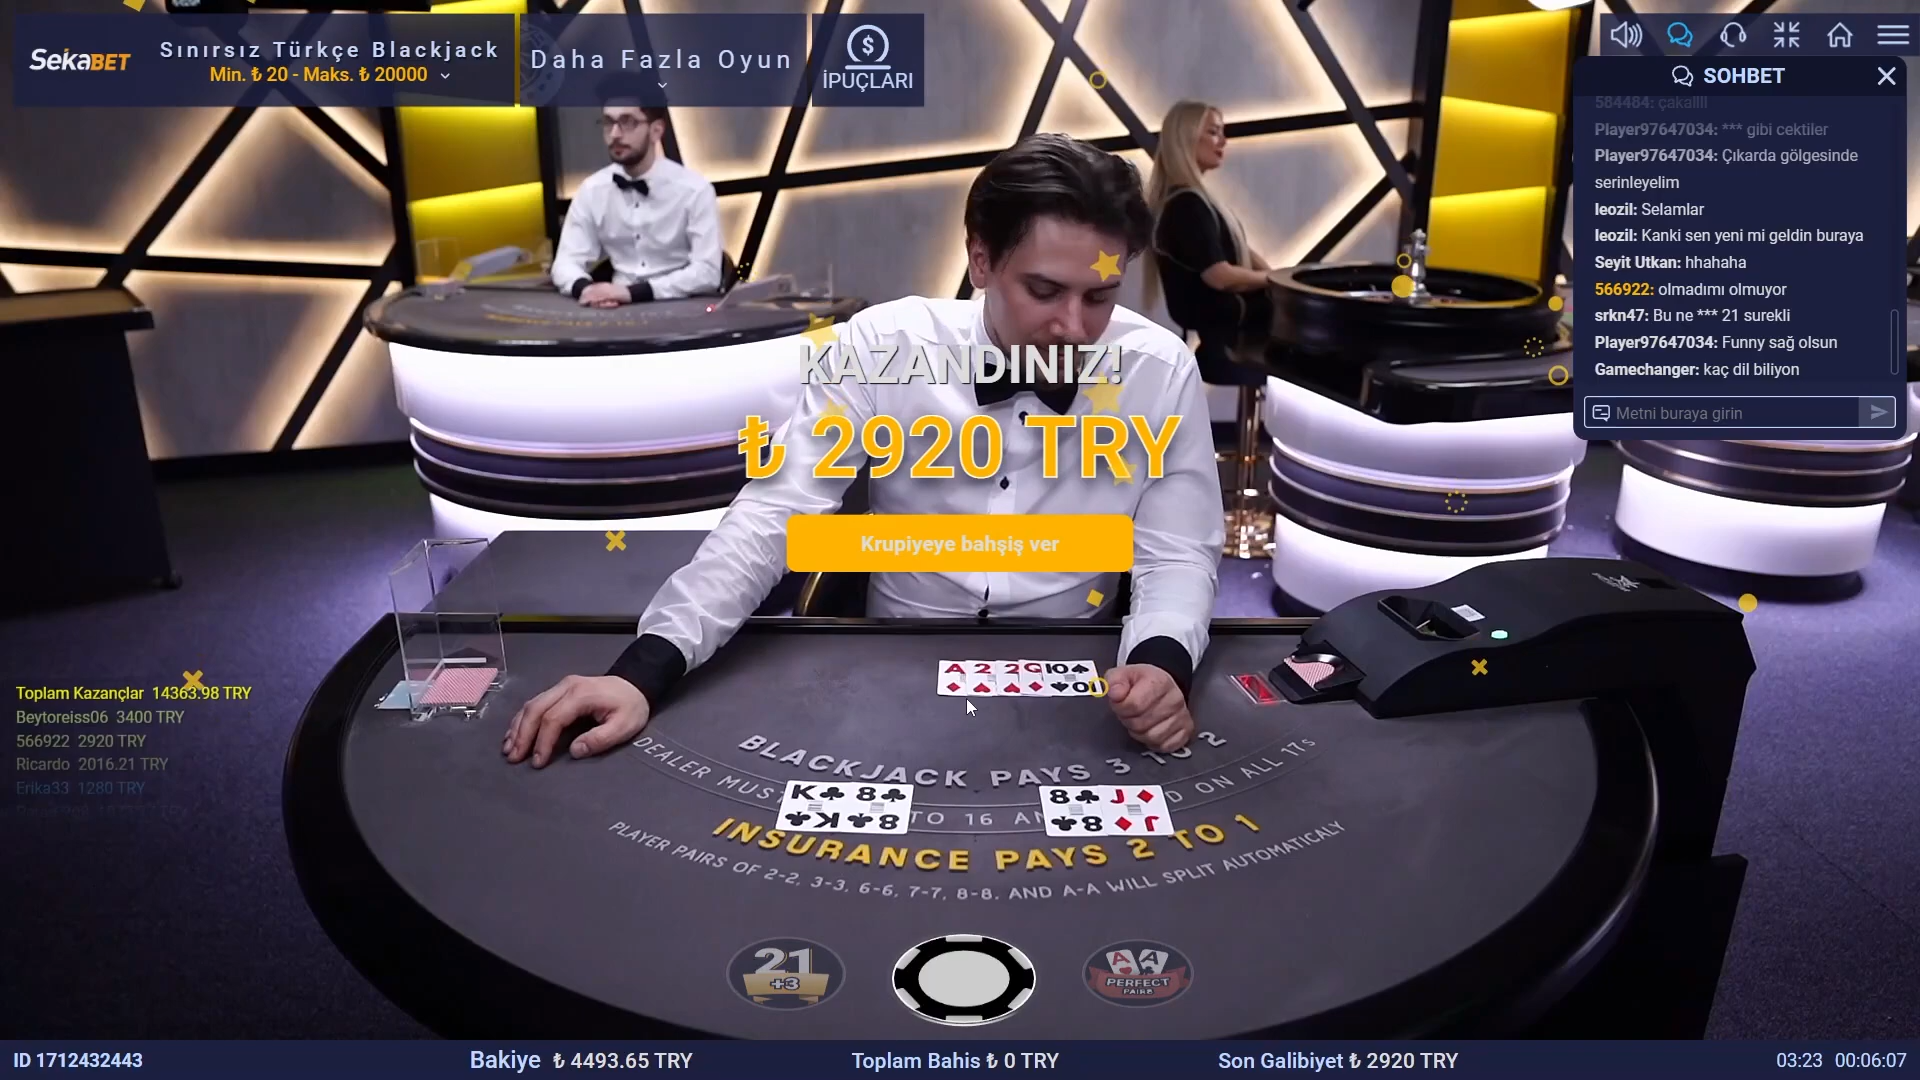 SekaBET
Sınırsız Türkçe Blackjack
Min. ₺ 20 - Maks. ₺ 20000
Daha Fazla Oyun
İPUÇLARI
SOHBET
584484: çakallll
Player97647034: *** gibi cektiler
Player97647034: Çıkarda gölgesinde
serinleyelim
leozil: Selamlar
leozil: Kanki sen yeni mi geldin buraya
Seyit Utkan: hhahaha
566922: olmadımı olmuyor
srkn47: Bu ne *** 21 surekli
Player97647034: Funny sağ olsun
Gamechanger: kaç dil biliyon
Metni buraya girin
KAZANDINIZ!
₺ 2920 TRY
Krupiyeye bahşiş ver
Toplam Kazançlar 14363.98 TRY
Beytoreiss06 3400 TRY
566922 2920 TRY
Ricardo 2016.21 TRY
Erika33 1280 TRY
A 2 2 10
BLACKJACK PAYS 3 TO 2
DEALER MUS TO 16 AN D ON ALL 17s
K 8 8 J
INSURANCE PAYS 2 TO 1
PLAYER PAIRS OF 2-2, 3-3, 6-6, 7-7, 8-8, AND A-A WILL SPLIT AUTOMATICALY
21
+3
A A
PERFECT
PAIRS
ID 1712432443
Bakiye ₺ 4493.65 TRY
Toplam Bahis ₺ 0 TRY
Son Galibiyet ₺ 2920 TRY
03:23 00:06:07